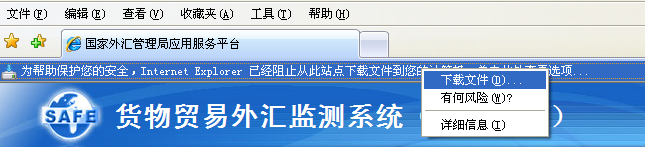 文件(F) 编辑(E) 查看(V) 收藏夹(A) 工具(T) 帮助(H)
国家外汇管理局应用服务平台
为帮助保护您的安全，Internet Explorer 已经阻止从此站点下载文件到您的
选项...
下载文件(D)...
有何风险(W)?
详细信息(I)
SAFE
货物贸易外汇监测系统（
）